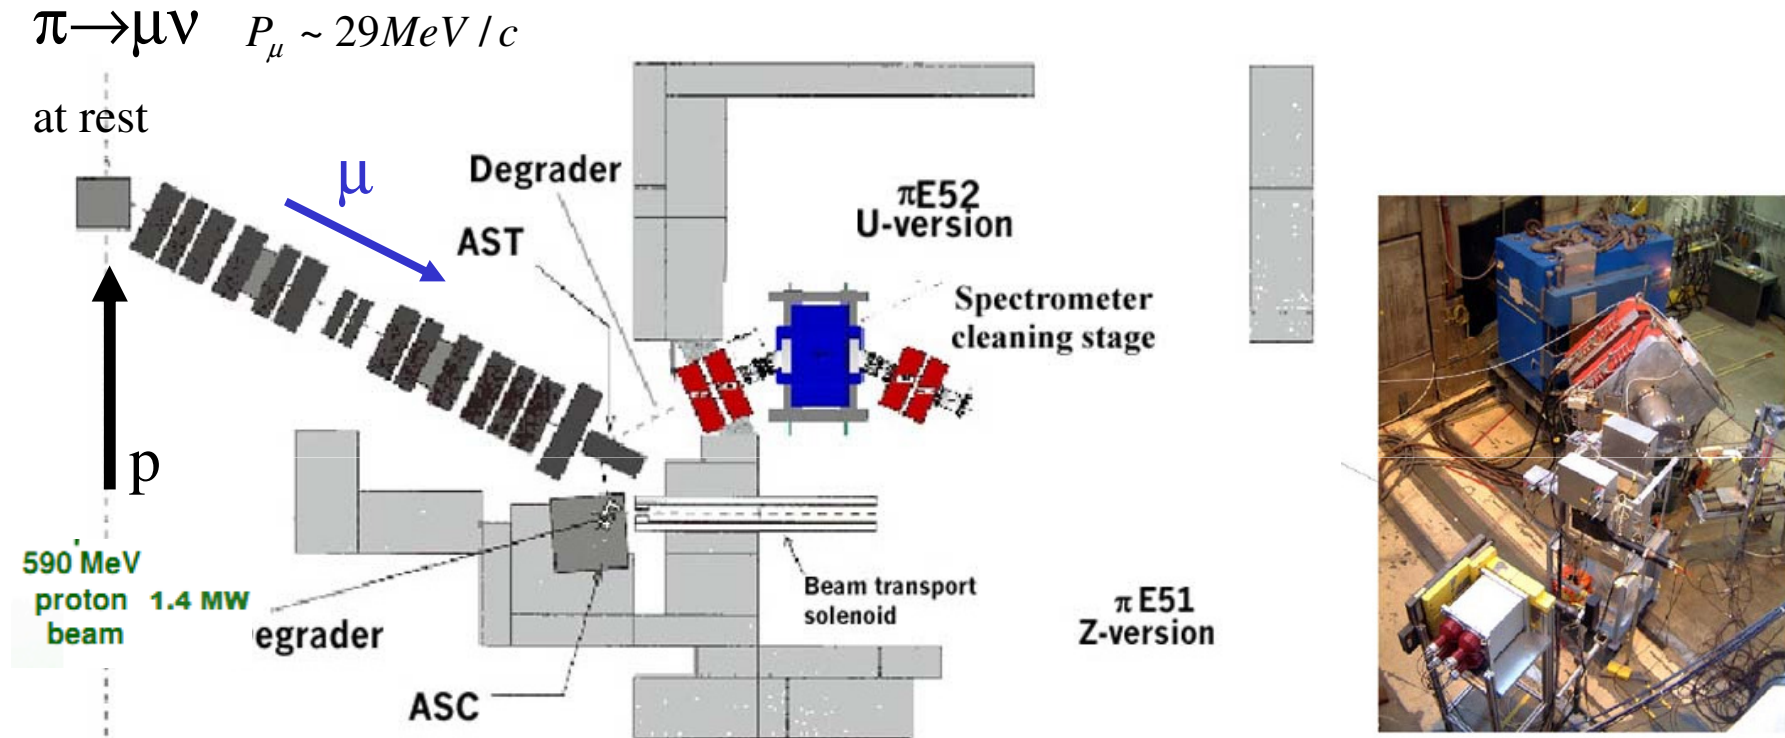 π→μν P_μ ~ 29MeV / c
at rest
μ
Degrader
AST
πE52
U-version
Spectrometer
cleaning stage
p
590 MeV
proton 1.4 MW
beam
egrader
Beam transport
solenoid
π E51
Z-version
ASC